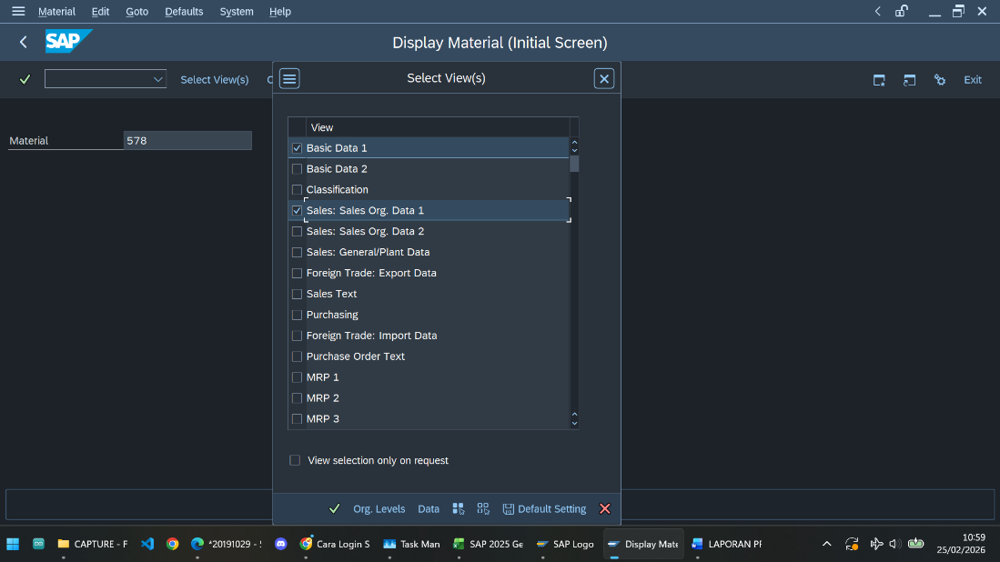 Material Edit Goto Defaults System Help
SAP Display Material (Initial Screen)
Select View(s) Select View(s) Exit
View
Material 578
Basic Data 1
Basic Data 2
Classification
Sales: Sales Org. Data 1
Sales: Sales Org. Data 2
Sales: General/Plant Data
Foreign Trade: Export Data
Sales Text
Purchasing
Foreign Trade: Import Data
Purchase Order Text
MRP 1
MRP 2
MRP 3
View selection only on request
Org. Levels Data Default Setting
CAPTURE - F *20191029 - Cara Login S Task Man SAP 2025 Ge SAP Logo Display Mate LAPORAN PF 10:59
25/02/2026